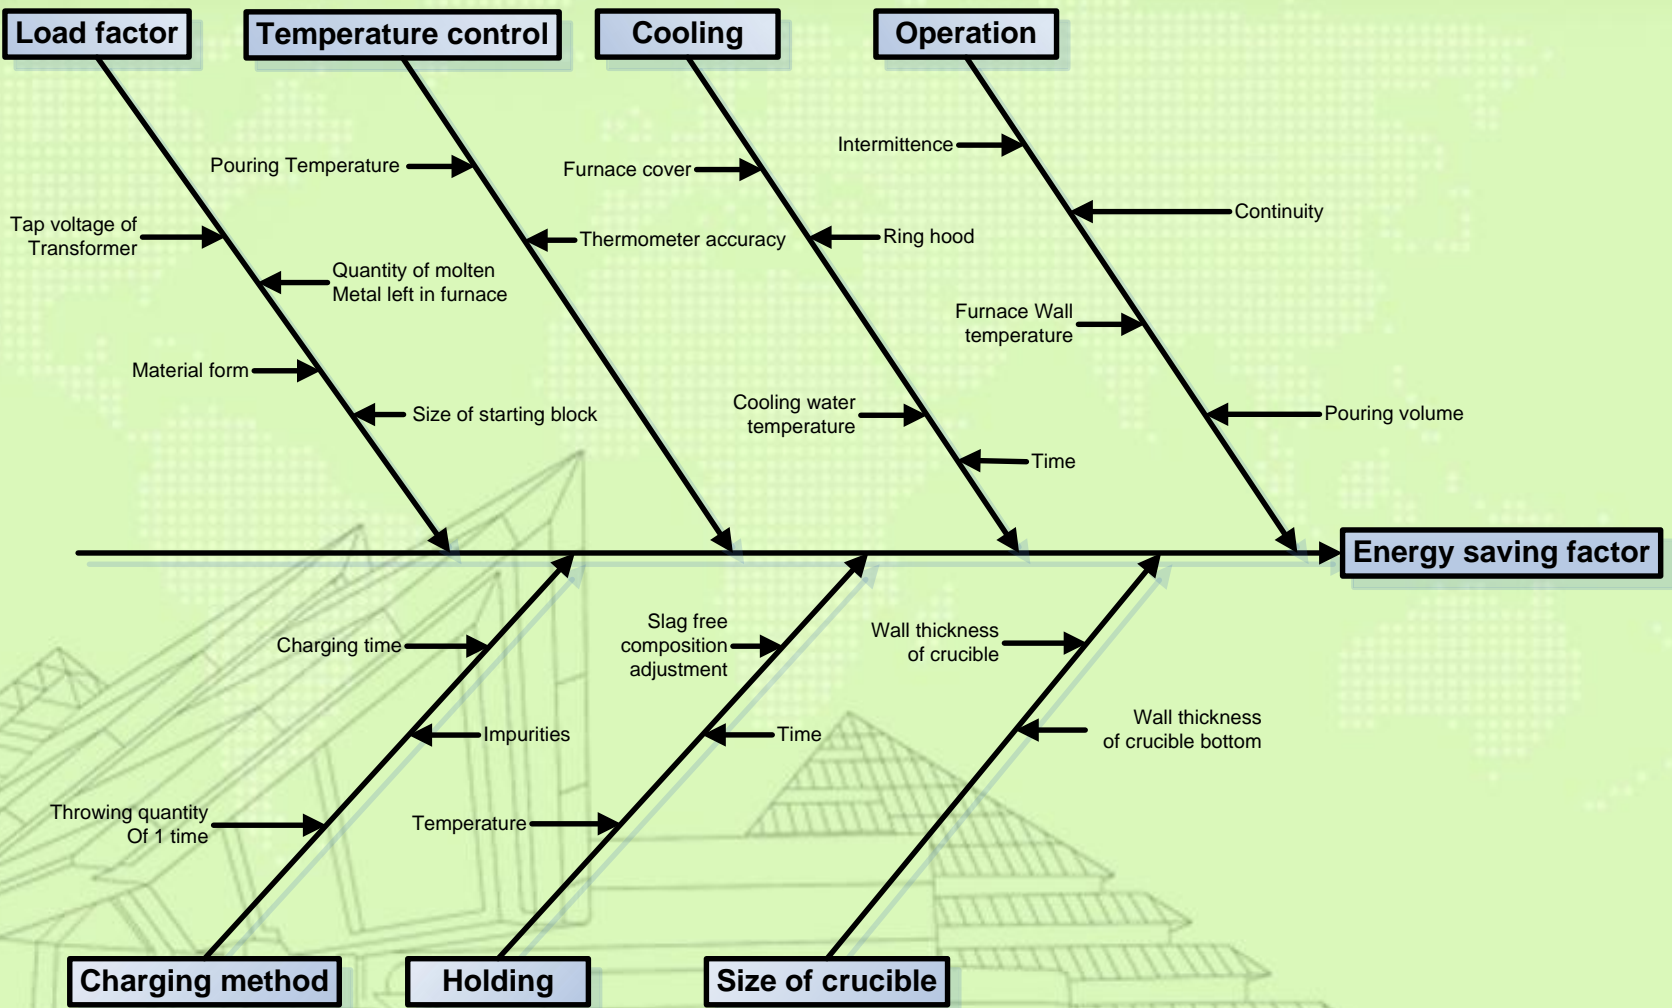 Load factor
Temperature control
Cooling
Operation
Intermittence
Pouring Temperature
Furnace cover
Continuity
Tap voltage of
Transformer
Thermometer accuracy
Ring hood
Quantity of molten
Metal left in furnace
Furnace Wall
temperature
Material form
Size of starting block
Cooling water
temperature
Pouring volume
Time
Energy saving factor
Charging time
Slag free
composition
adjustment
Wall thickness
of crucible
Impurities
Time
Wall thickness
of crucible bottom
Throwing quantity
Of 1 time
Temperature
Charging method
Holding
Size of crucible